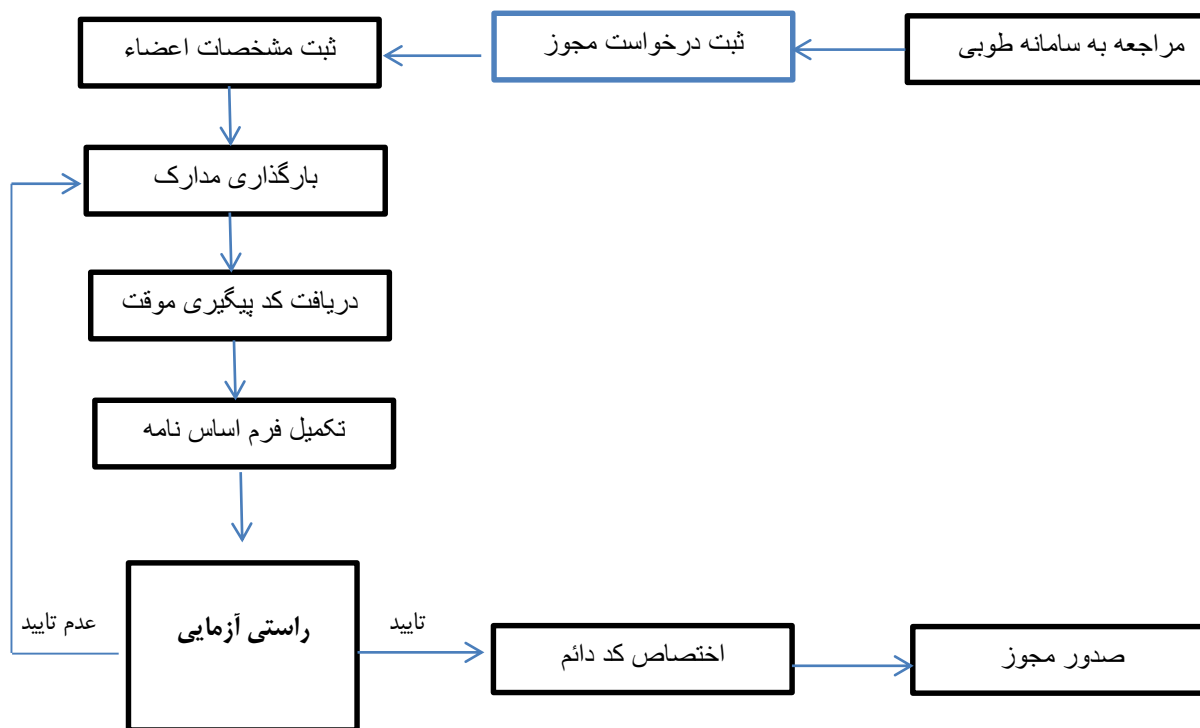 مراجعه به سامانه طوبی
ثبت درخواست مجوز
ثبت مشخصات اعضاء
بارگذاری مدارک
دریافت کد پیگیری موقت
تکمیل فرم اساس نامه
راستی آزمایی
عدم تایید
تایید
اختصاص کد دائم
صدور مجوز